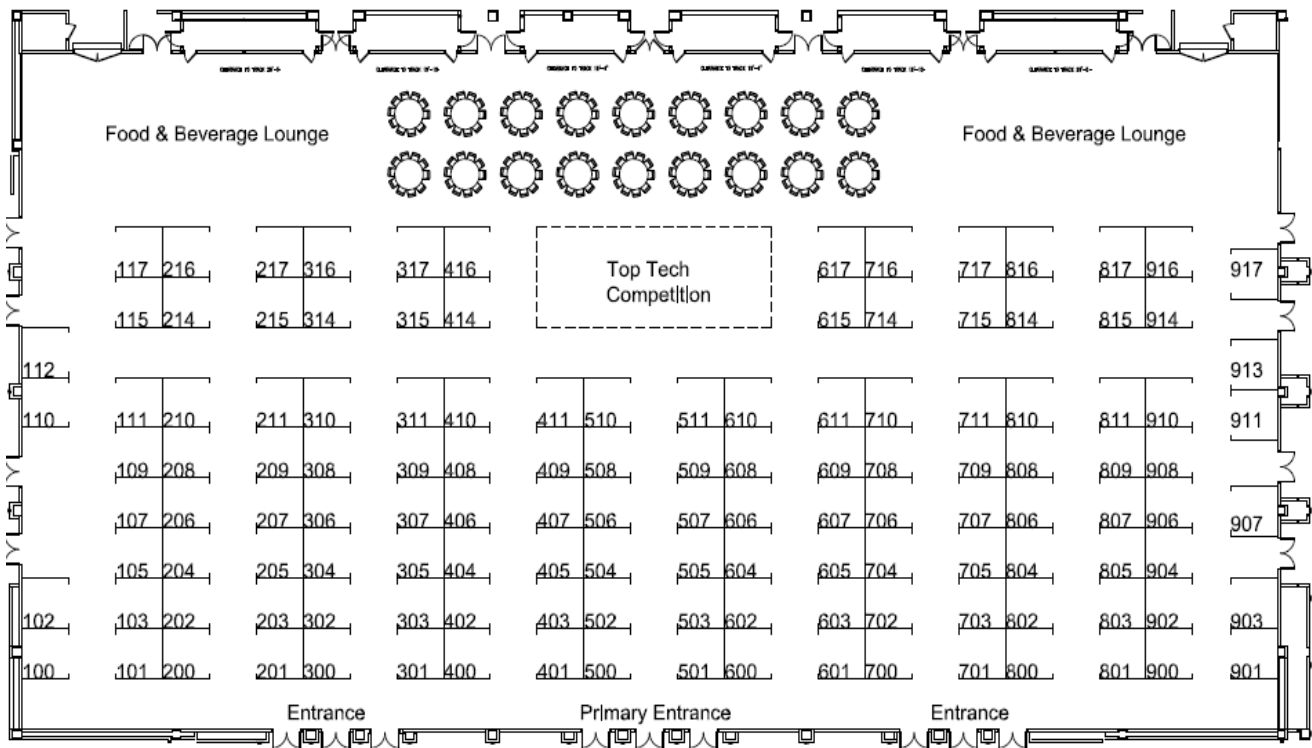 CLEARANCE TO TRUSS
Food & Beverage Lounge Food & Beverage Lounge
117 216 217 316 317 416 Top Tech 617 716 717 816 817 916 917
Competition
115 214 215 314 315 414 615 714 715 814 815 914
112 913
110 111 210 211 310 311 410 411 510 511 610 611 710 711 810 811 910 911
109 208 209 308 309 408 409 508 509 608 609 708 709 808 809 908
107 206 207 306 307 406 407 506 507 606 607 706 707 806 807 906 907
105 204 205 304 305 404 405 504 505 604 605 704 705 804 805 904
102 103 202 203 302 303 402 403 502 503 602 603 702 703 802 803 902 903
100 101 200 201 300 301 400 401 500 501 600 601 700 701 800 801 900 901
Entrance Primary Entrance Entrance